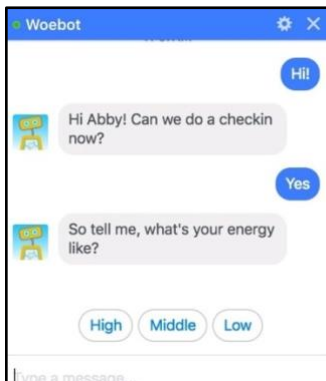 Woebot
Hi!
Hi Abby! Can we do a checkin
now?
Yes
So tell me, what's your energy
like?
High Middle Low
Type a message...